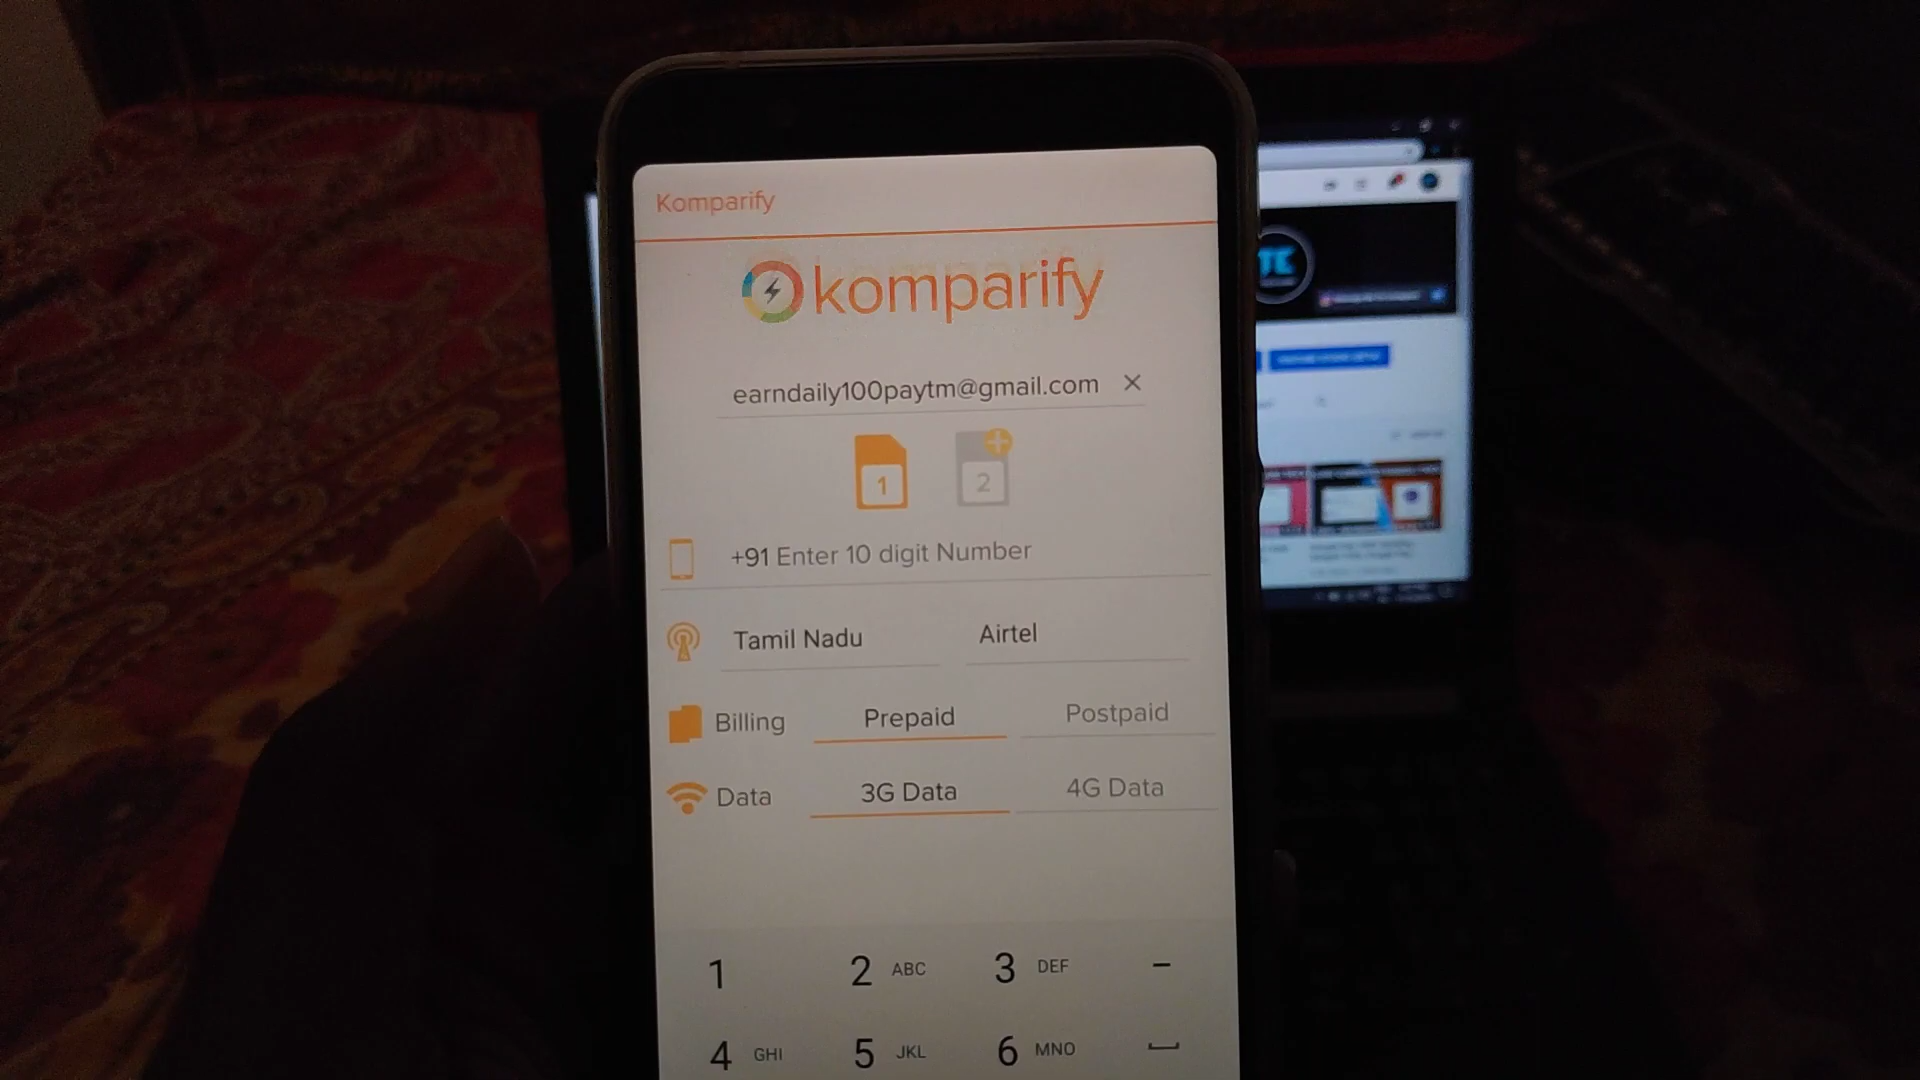 Komparify
komparify
earndaily100paytm@gmail.com ×
1 2
+91 Enter 10 digit Number
Tamil Nadu Airtel
Billing Prepaid Postpaid
Data 3G Data 4G Data
1 2 ABC 3 DEF -
4 GHI 5 JKL 6 MNO